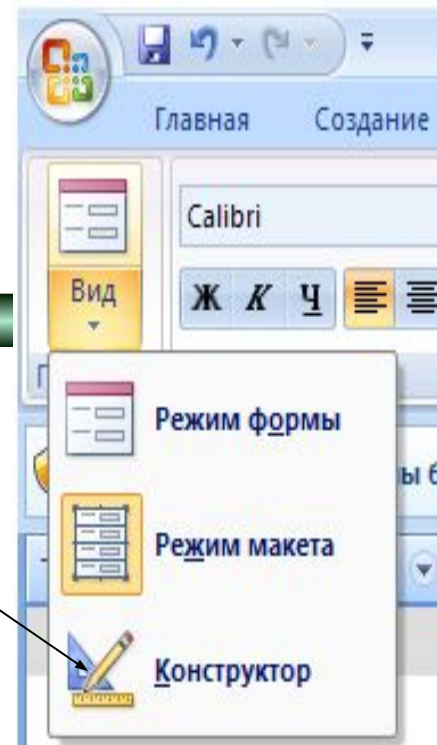 Главная Создание
Calibri
Вид
Ж К Ч
Режим формы
ы б
Режим макета
Конструктор